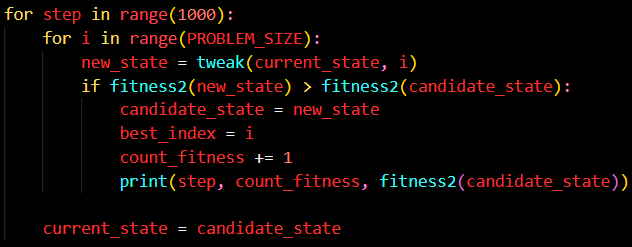 for step in range(1000):
    for i in range(PROBLEM_SIZE):
        new_state = tweak(current_state, i)
        if fitness2(new_state) > fitness2(candidate_state):
            candidate_state = new_state
            best_index = i
            count_fitness += 1
            print(step, count_fitness, fitness2(candidate_state))
    current_state = candidate_state